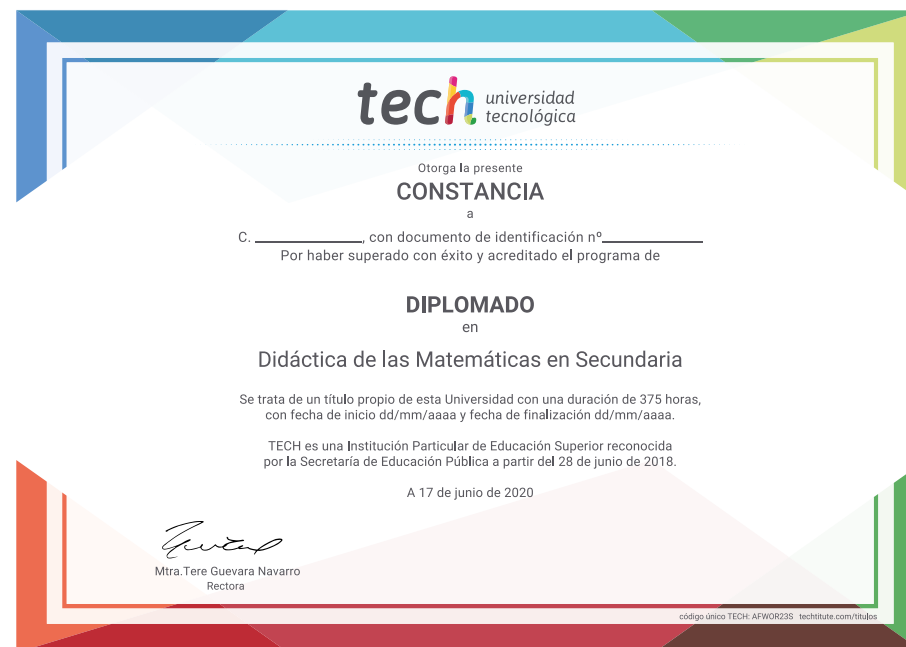 tech universidad
tecnológica
Otorga la presente
CONSTANCIA
a
C. ____________, con documento de identificación nº____________
Por haber superado con éxito y acreditado el programa de
DIPLOMADO
en
Didáctica de las Matemáticas en Secundaria
Se trata de un título propio de esta Universidad con una duración de 375 horas,
con fecha de inicio dd/mm/aaaa y fecha de finalización dd/mm/aaaa.
TECH es una Institución Particular de Educación Superior reconocida
por la Secretaría de Educación Pública a partir del 28 de junio de 2018.
A 17 de junio de 2020
Mtra.Tere Guevara Navarro
Rectora
código único TECH: AFWOR23S techtitute.com/titulos